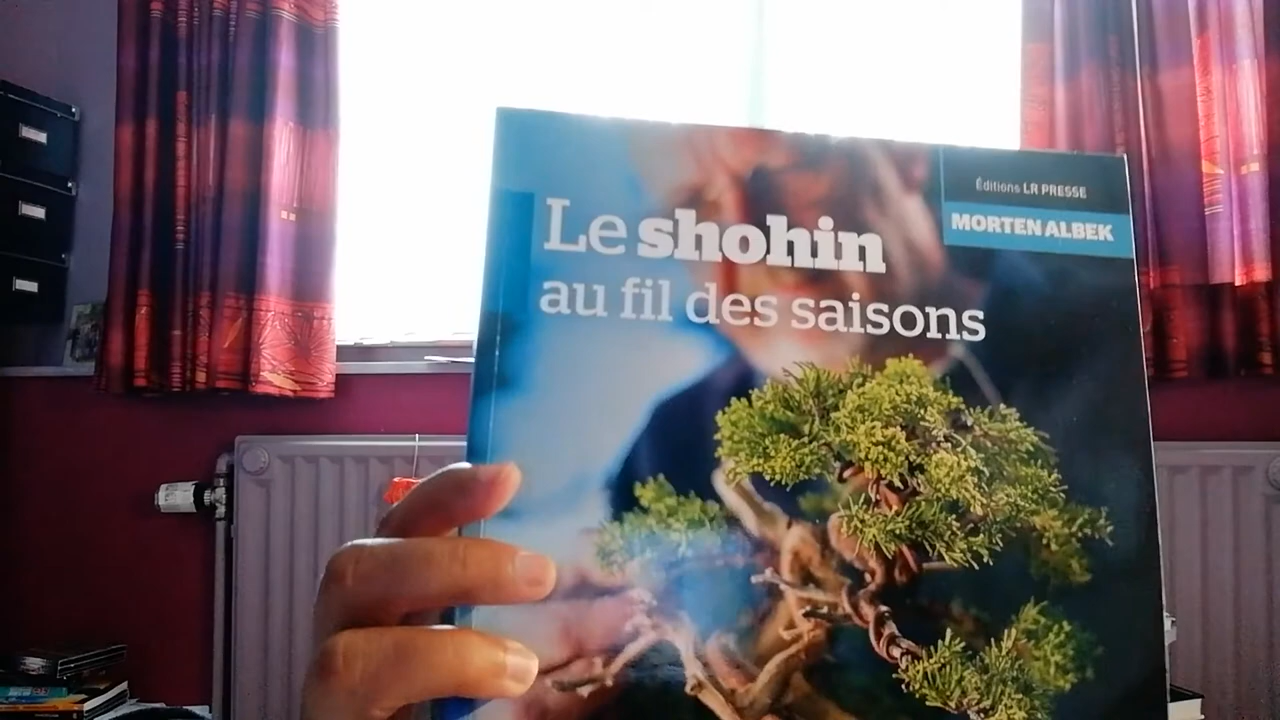 Éditions LR PRESSE
MORTEN ALBEK
Le shohin
au fil des saisons